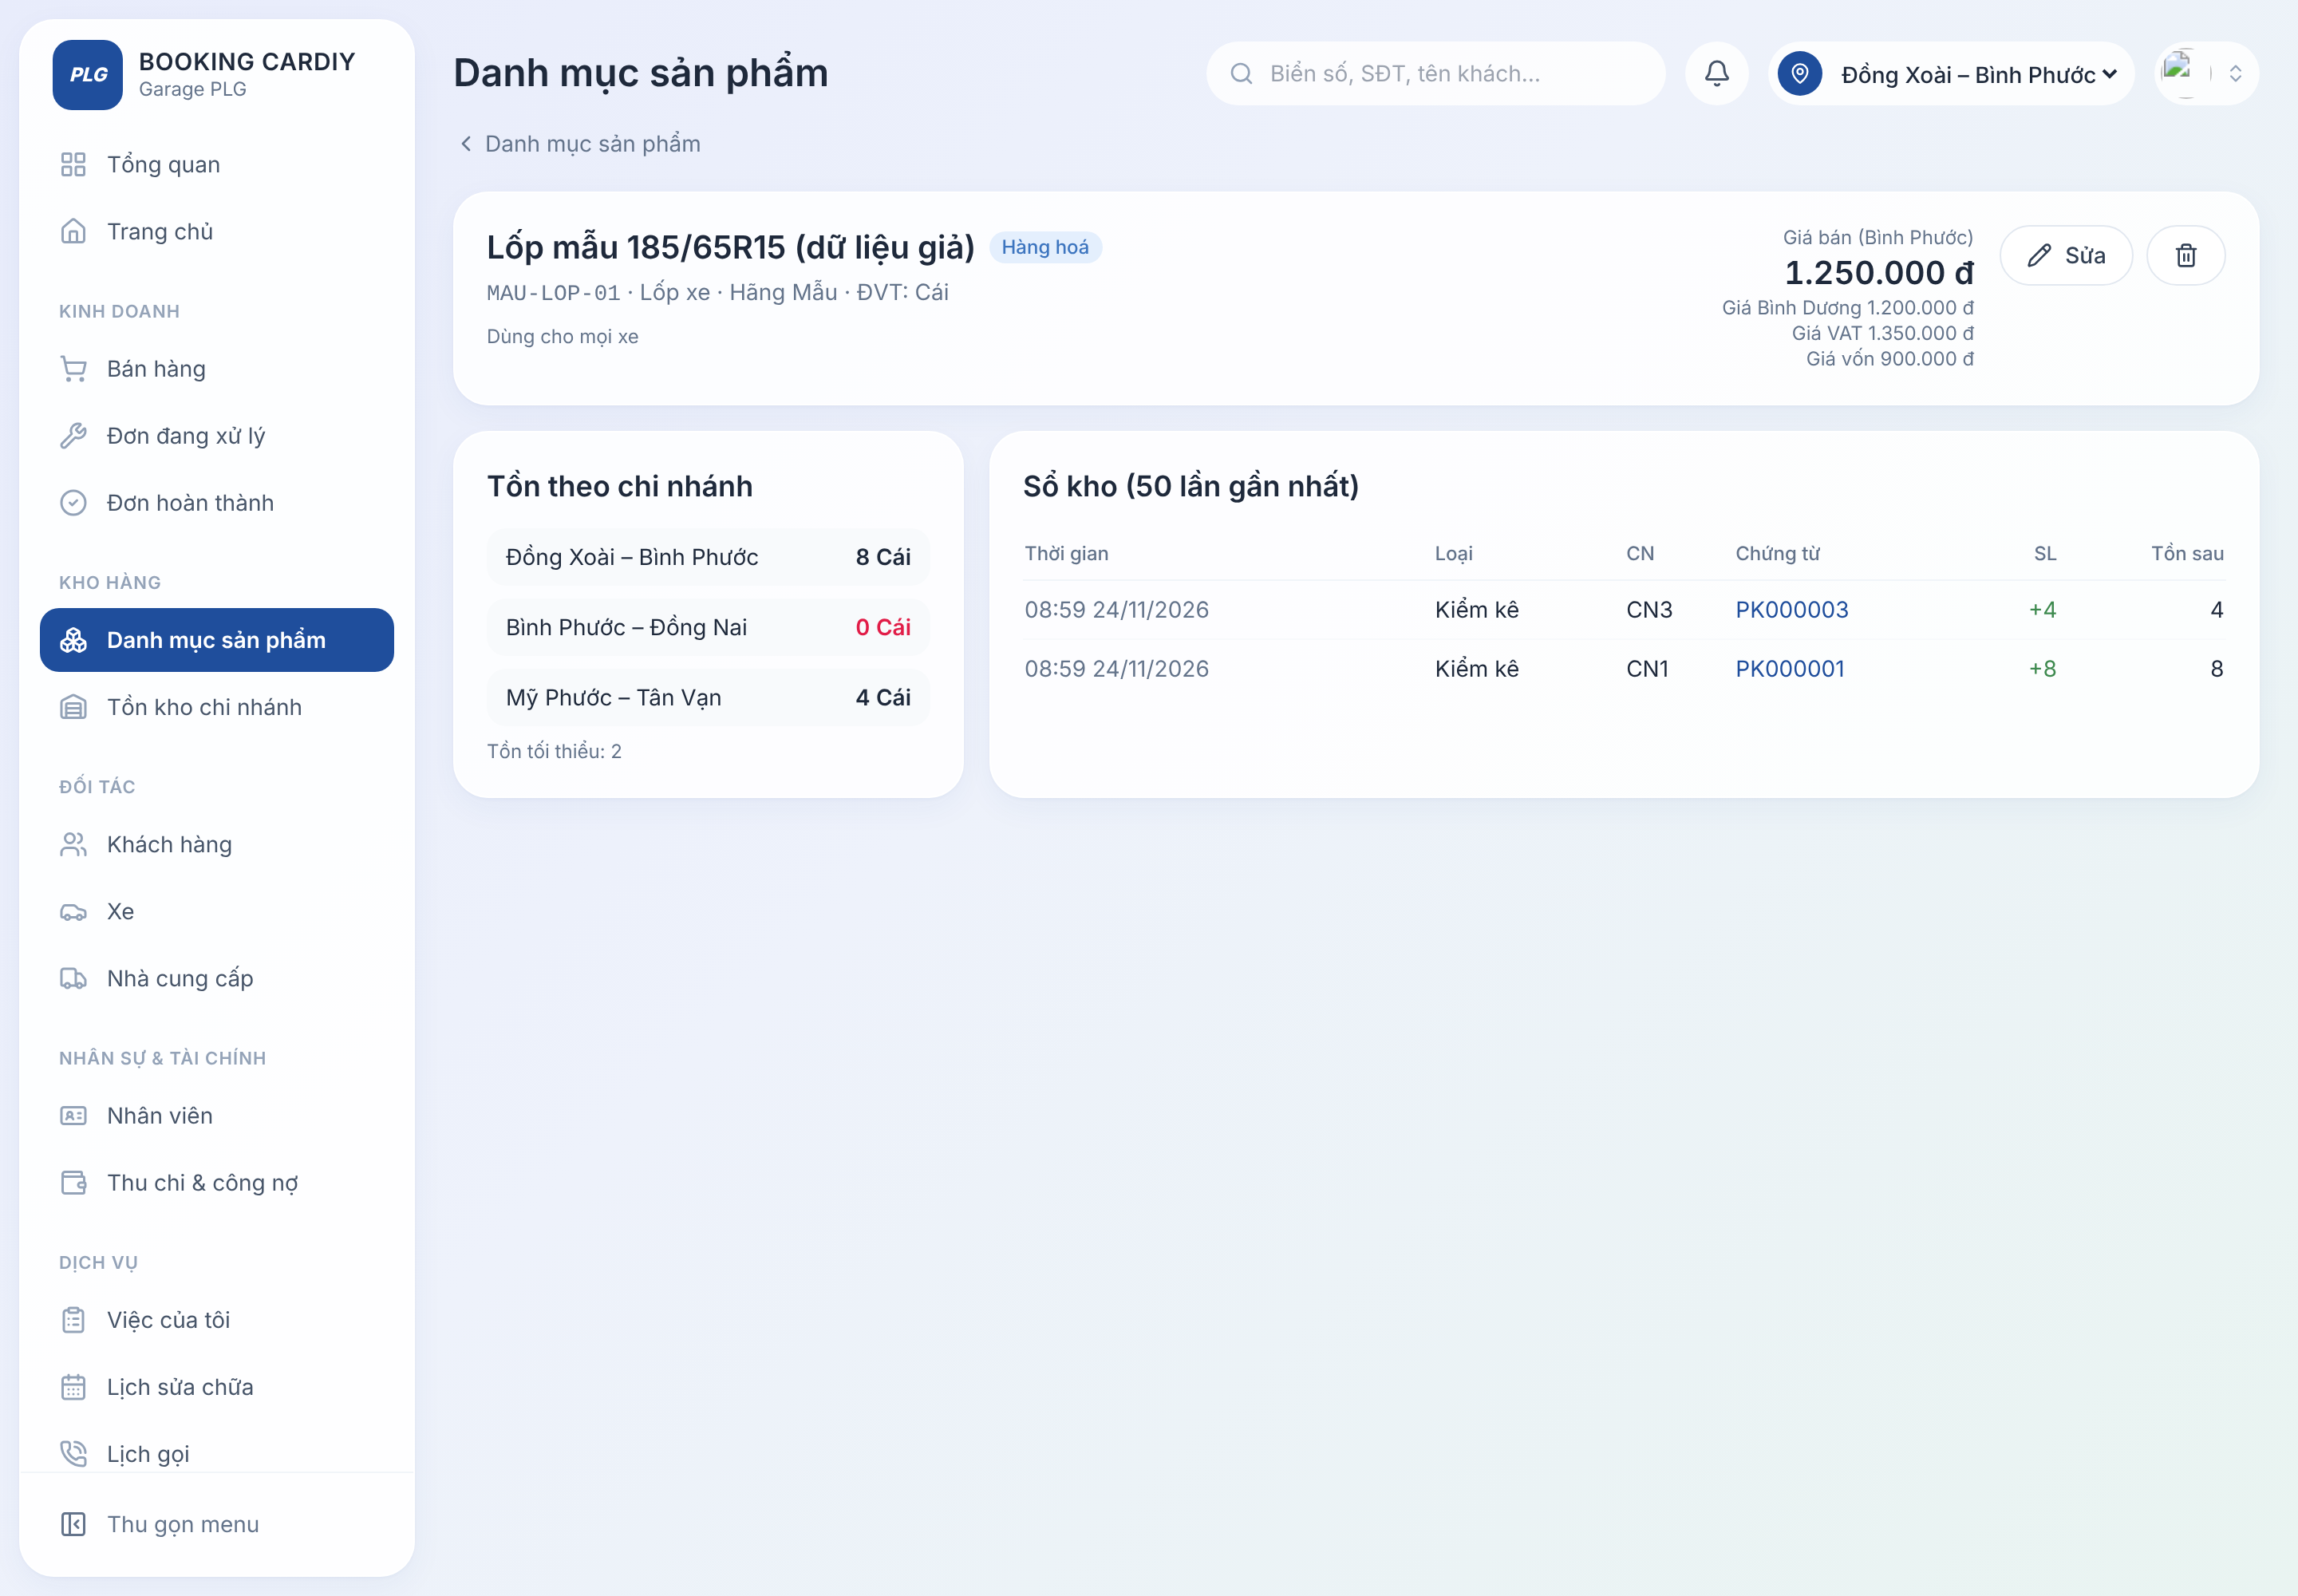 PLG
BOOKING CARDIY
Garage PLG
Tổng quan
Trang chủ
KINH DOANH
Bán hàng
Đơn đang xử lý
Đơn hoàn thành
KHO HÀNG
Danh mục sản phẩm
Tồn kho chi nhánh
ĐỐI TÁC
Khách hàng
Xe
Nhà cung cấp
NHÂN SỰ & TÀI CHÍNH
Nhân viên
Thu chi & công nợ
DỊCH VỤ
Việc của tôi
Lịch sửa chữa
Lịch gọi
Thu gọn menu
Danh mục sản phẩm
Biển số, SĐT, tên khách...
Đồng Xoài – Bình Phước
Danh mục sản phẩm
Lốp mẫu 185/65R15 (dữ liệu giả) Hàng hoá
MAU-LOP-01 · Lốp xe · Hãng Mẫu · ĐVT: Cái
Dùng cho mọi xe
Giá bán (Bình Phước)
1.250.000 đ
Giá Bình Dương 1.200.000 đ
Giá VAT 1.350.000 đ
Giá vốn 900.000 đ
Sửa
Tồn theo chi nhánh
Đồng Xoài – Bình Phước 8 Cái
Bình Phước – Đồng Nai 0 Cái
Mỹ Phước – Tân Vạn 4 Cái
Tồn tối thiểu: 2
Sổ kho (50 lần gần nhất)
Thời gian Loại CN Chứng từ SL Tồn sau
08:59 24/11/2026 Kiểm kê CN3 PK000003 +4 4
08:59 24/11/2026 Kiểm kê CN1 PK000001 +8 8